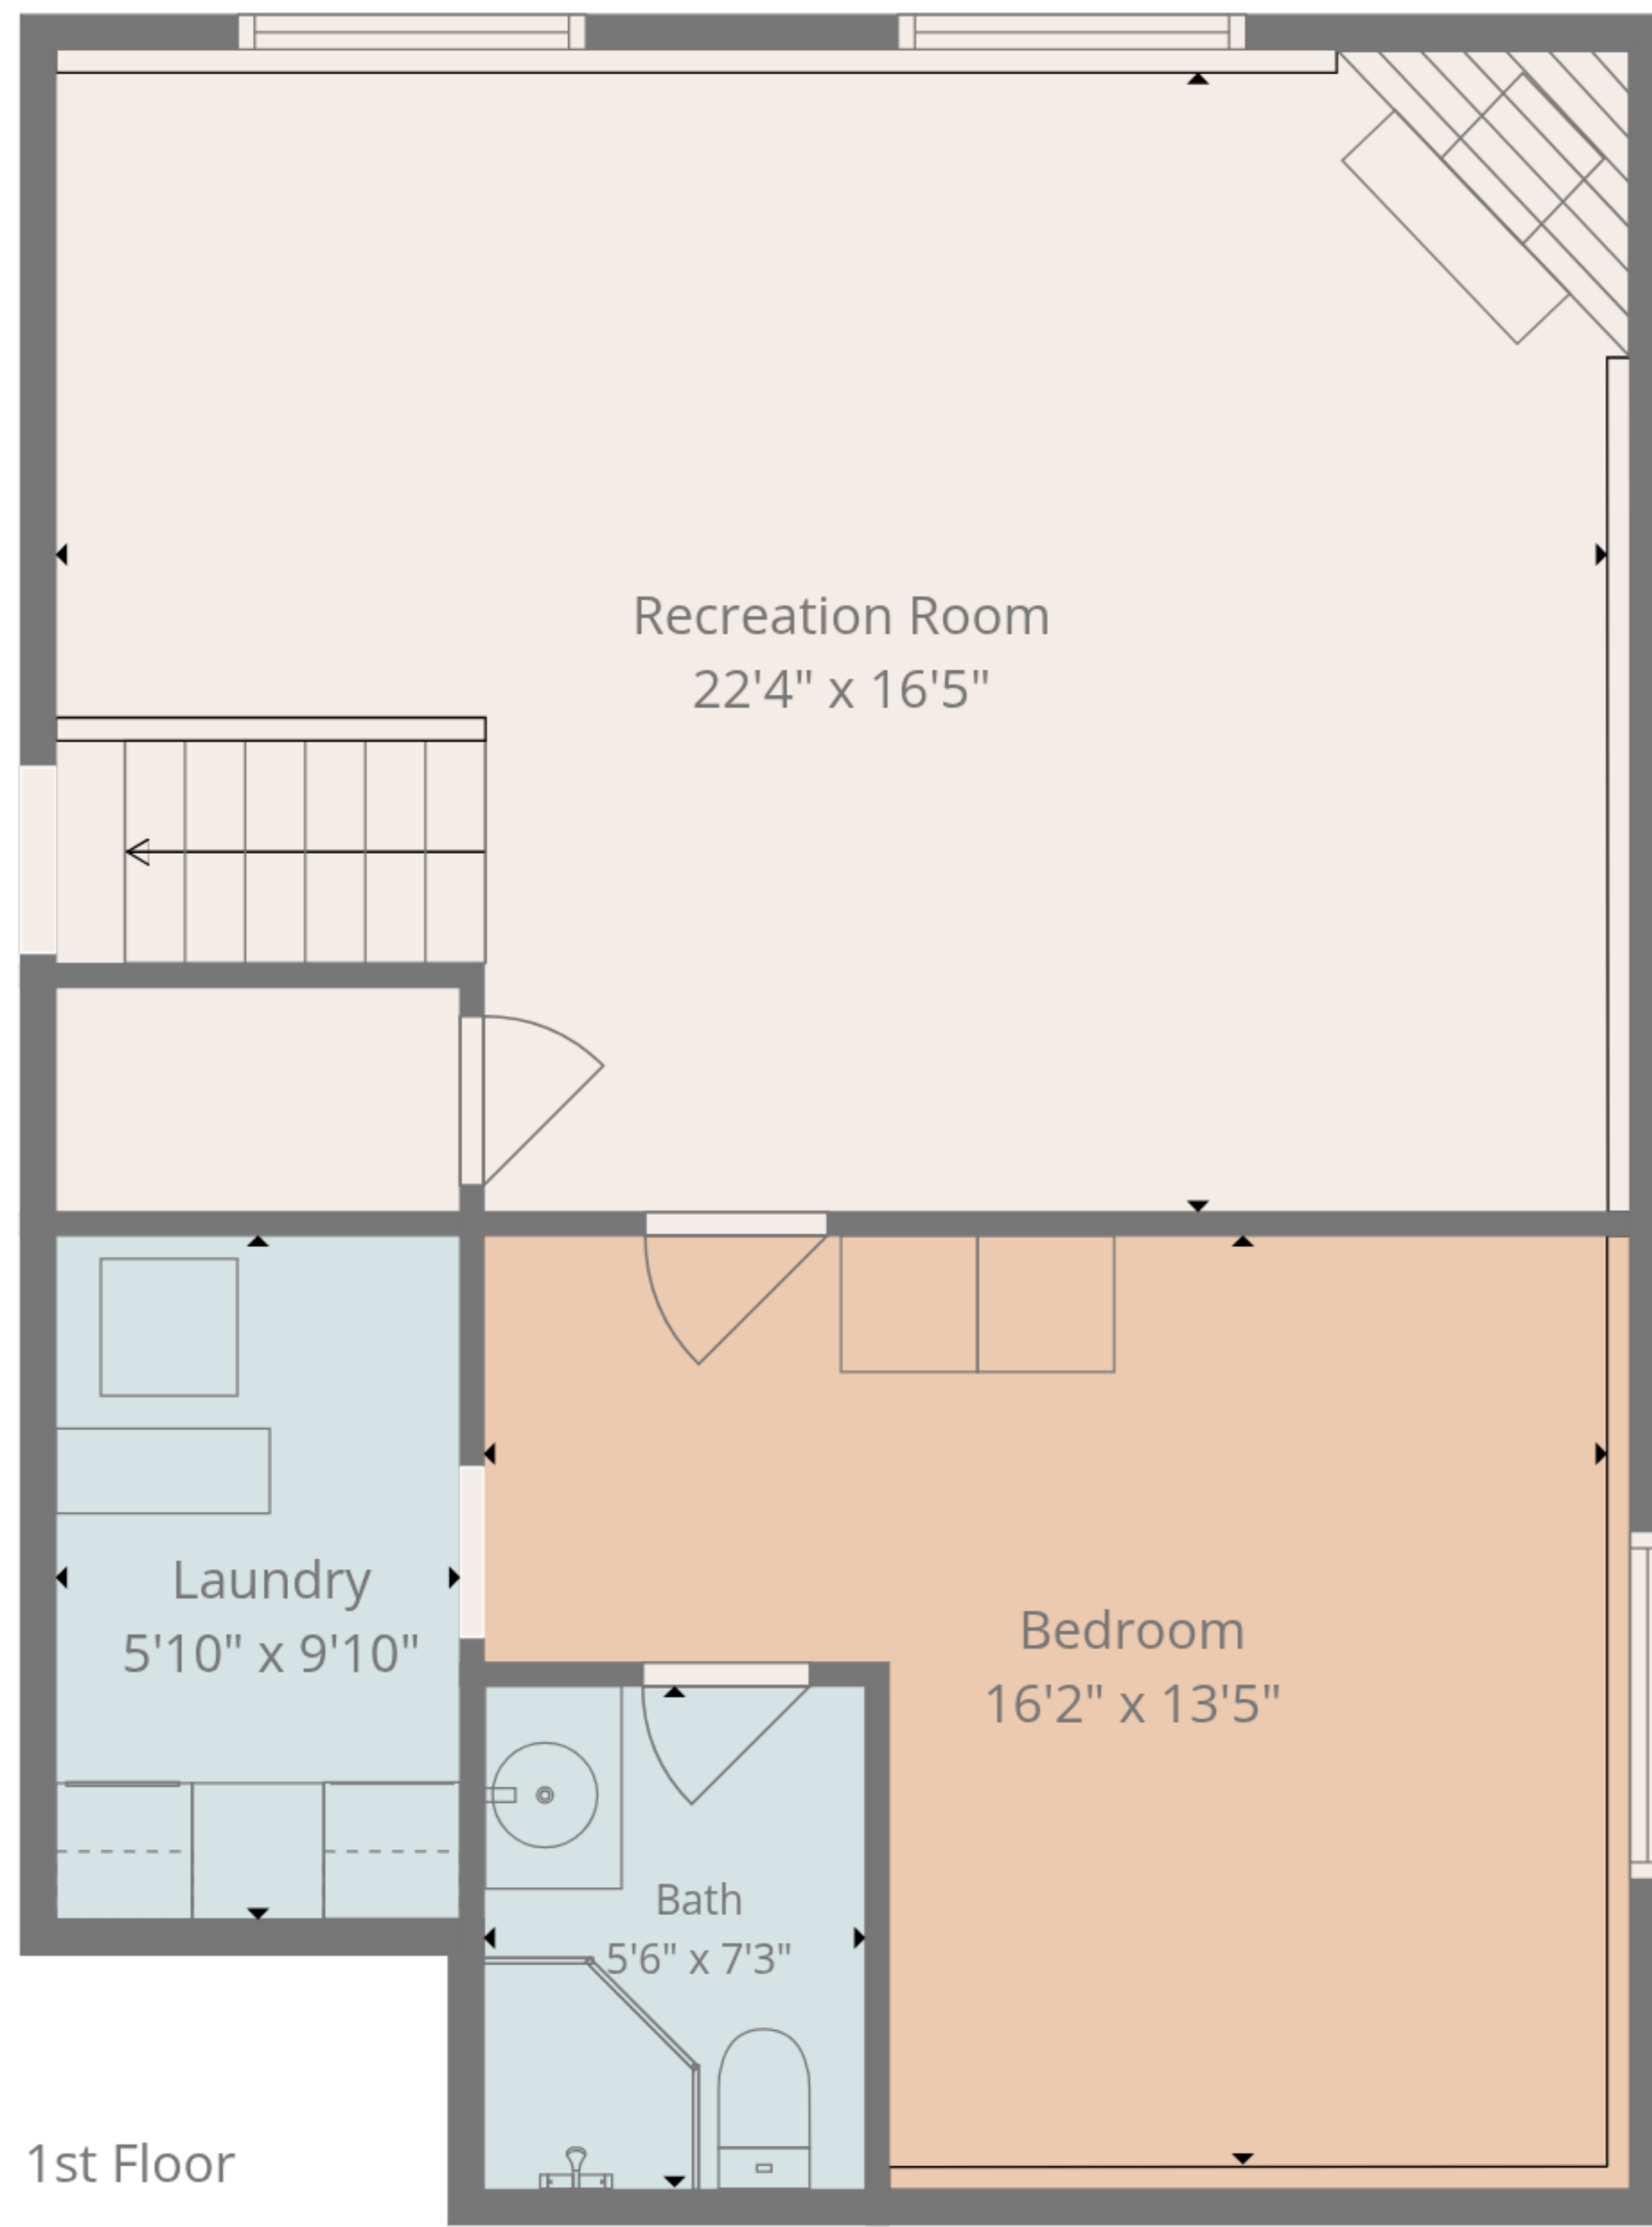 Recreation Room
22'4" x 16'5"
Laundry
5'10" x 9'10"
Bedroom
16'2" x 13'5"
Bath
5'6" x 7'3"
1st Floor